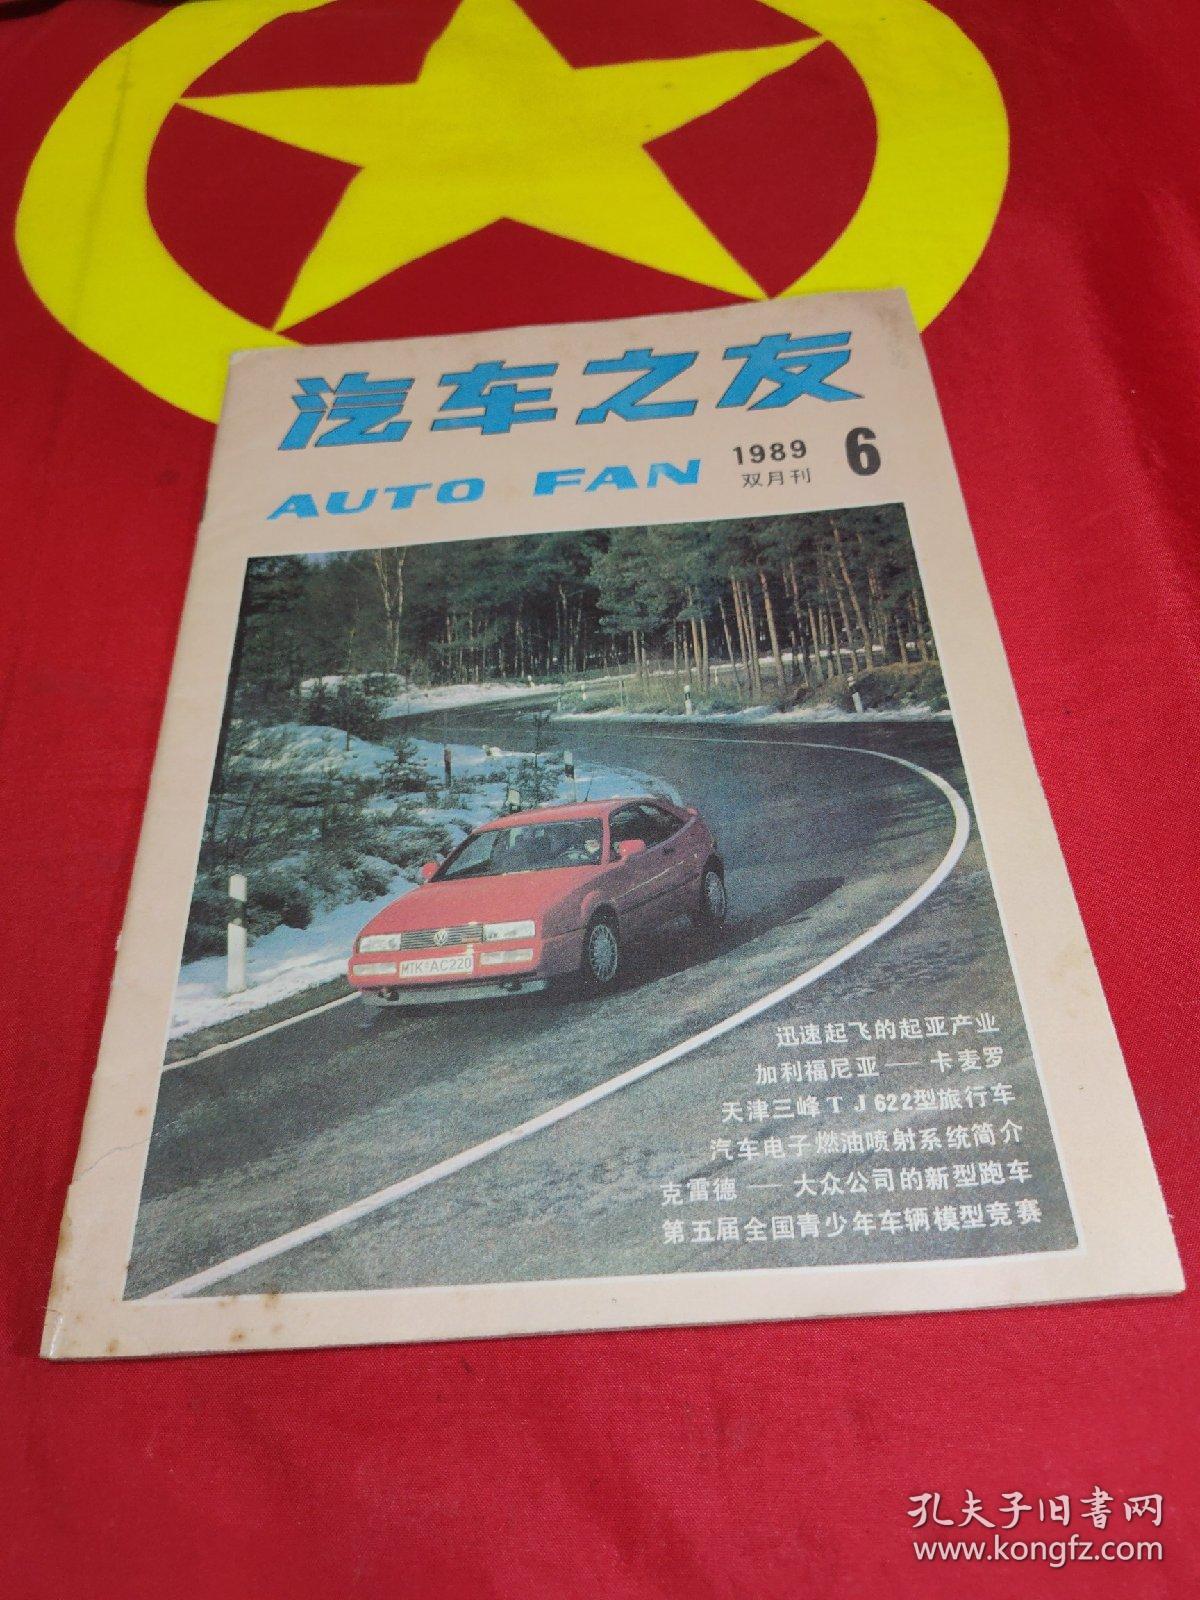 汽车之友
AUTO FAN
1989
双月刊
6
MTK AC220
迅速起飞的起亚产业
加利福尼亚——卡麦罗
天津三峰TJ622型旅行车
汽车电子燃油喷射系统简介
克雷德——大众公司的新型跑车
第五届全国青少年车辆模型竞赛
孔夫子旧书网
www.kongfz.com